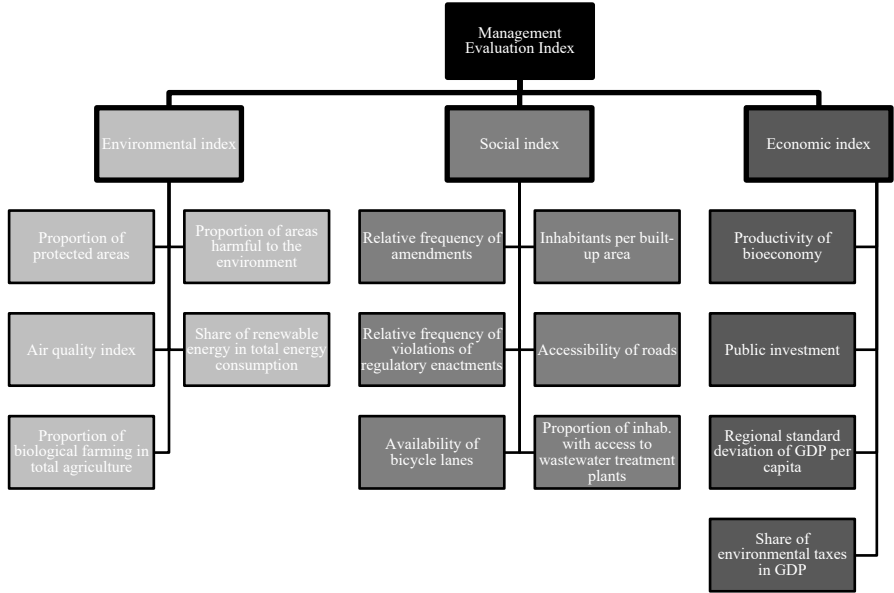 Management
Evaluation Index
Environmental index
Social index
Economic index
Proportion of
protected areas
Proportion of areas
harmful to the
environment
Relative frequency of
amendments
Inhabitants per built-
up area
Productivity of
bioeconomy
Air quality index
Share of renewable
energy in total energy
consumption
Relative frequency of
violations of
regulatory enactments
Accessibility of roads
Public investment
Proportion of
biological farming in
total agriculture
Availability of
bicycle lanes
Proportion of inhab.
with access to
wastewater treatment
plants
Regional standard
deviation of GDP per
capita
Share of
environmental taxes
in GDP